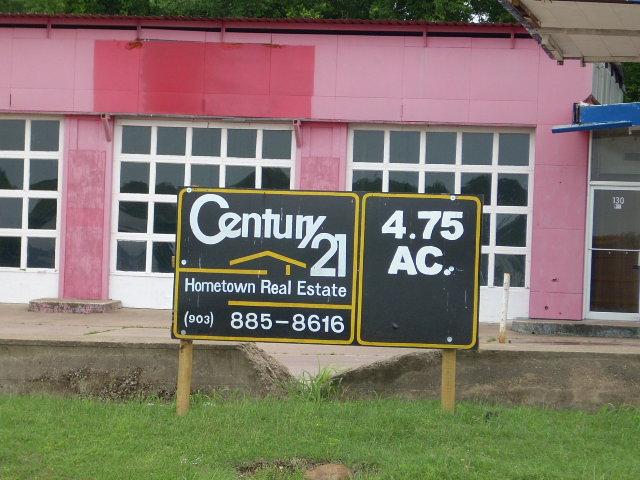 Century 21
Hometown Real Estate
(903) 885-8616
4.75
AC.
130